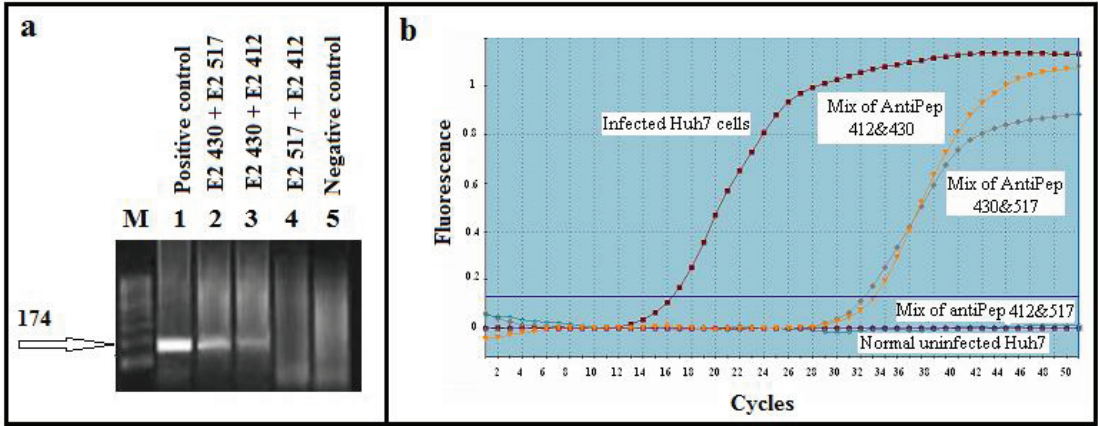 a
Positive control
E2 430 + E2 517
E2 430 + E2 412
E2 517 + E2 412
Negative control
M 1 2 3 4 5
174
b
Fluorescence
1
0.8
0.6
0.4
0.2
0
Infected Huh7 cells
Mix of AntiPep
412&430
Mix of AntiPep
430&517
Mix of antiPep 412&517
Normal uninfected Huh7
2 4 6 8 10 12 14 16 18 20 22 24 26 28 30 32 34 36 38 40 42 44 46 48 50
Cycles